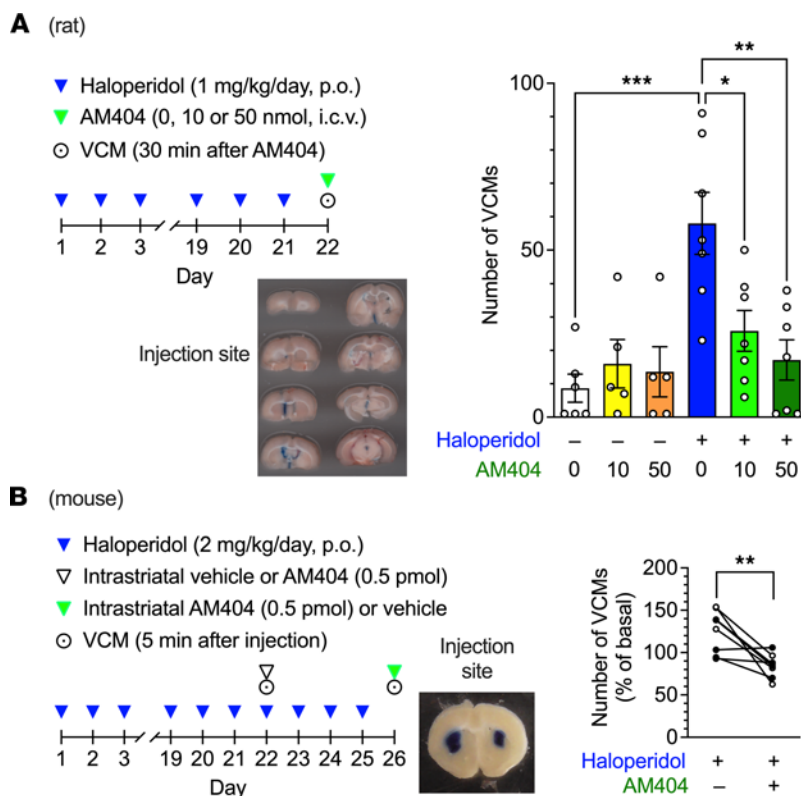 A (rat)
Haloperidol (1 mg/kg/day, p.o.)
AM404 (0, 10 or 50 nmol, i.c.v.)
VCM (30 min after AM404)
1 2 3 19 20 21 22
Day
Injection site
Number of VCMs
100
50
0
***
*
**
Haloperidol – – – + + +
AM404 0 10 50 0 10 50
B (mouse)
Haloperidol (2 mg/kg/day, p.o.)
Intrastriatal vehicle or AM404 (0.5 pmol)
Intrastriatal AM404 (0.5 pmol) or vehicle
VCM (5 min after injection)
1 2 3 19 20 21 22 23 24 25 26
Day
Injection
site
Number of VCMs
(% of basal)
200
150
100
50
0
**
Haloperidol + +
AM404 – +